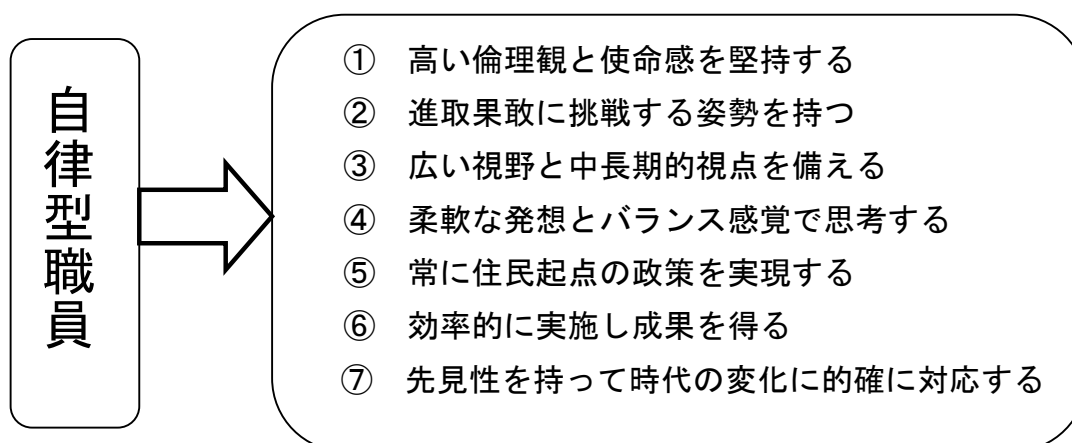 自律型職員
① 高い倫理観と使命感を堅持する
② 進取果敢に挑戦する姿勢を持つ
③ 広い視野と中長期的視点を備える
④ 柔軟な発想とバランス感覚で思考する
⑤ 常に住民起点の政策を実現する
⑥ 効率的に実施し成果を得る
⑦ 先見性を持って時代の変化に的確に対応する